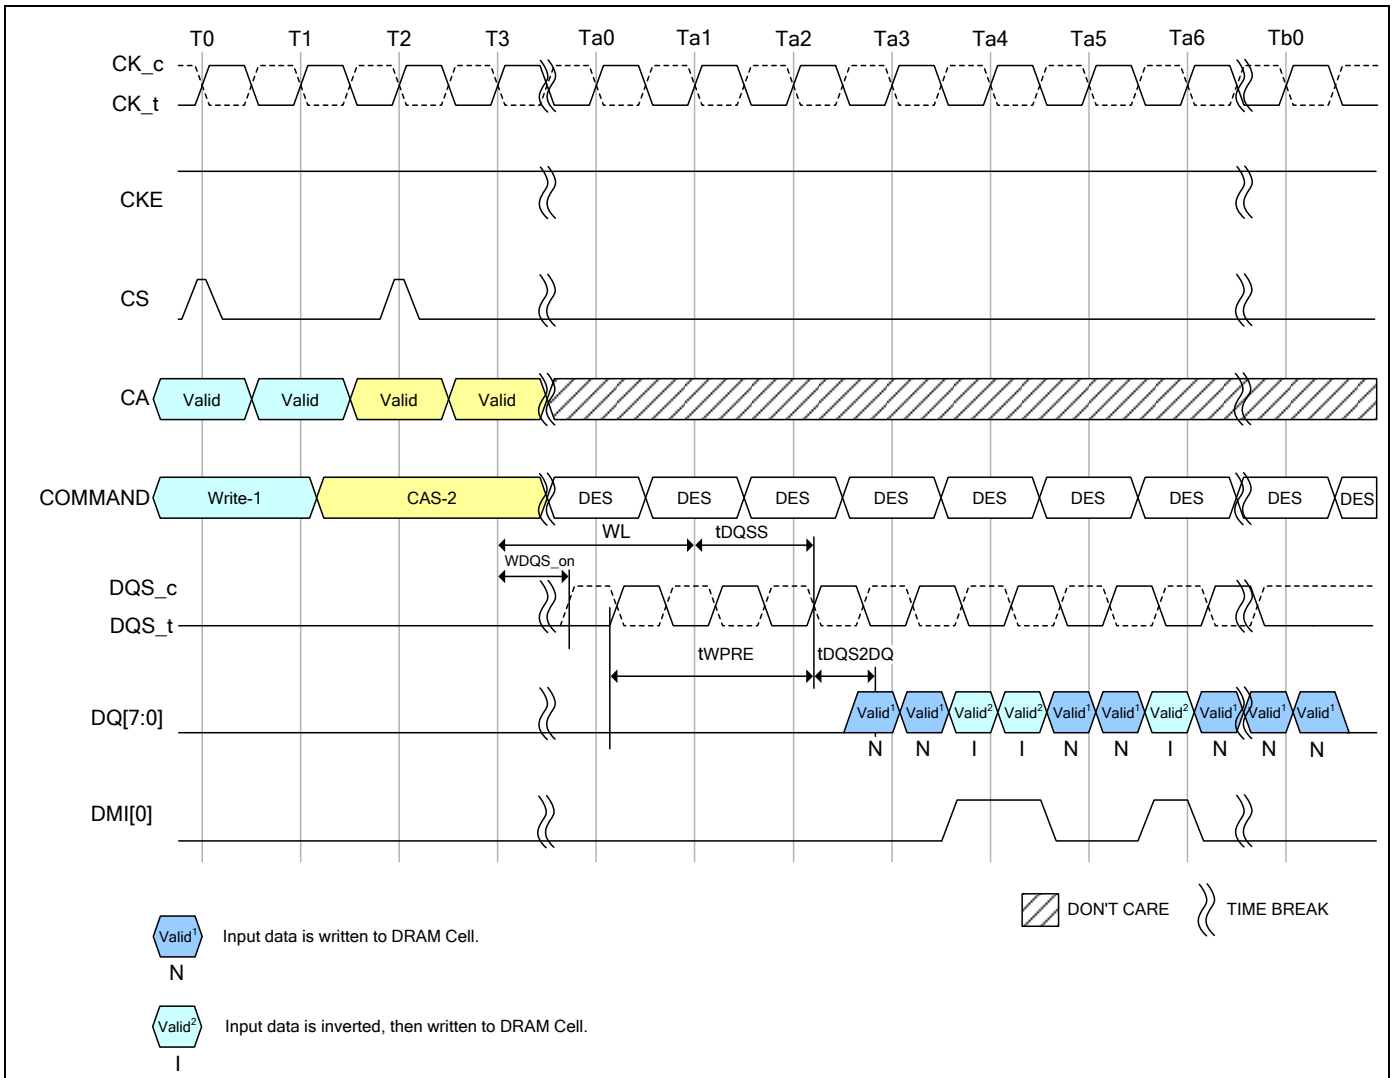 T0 T1 T2 T3 Ta0 Ta1 Ta2 Ta3 Ta4 Ta5 Ta6 Tb0
CK_c
CK_t
CKE
CS
CA Valid Valid Valid Valid
COMMAND Write-1 CAS-2 DES DES DES DES DES DES DES DES DES
WL tDQSS
WDQS_on
DQS_c
DQS_t
tWPRE tDQS2DQ
DQ[7:0] Valid¹ Valid¹ Valid² Valid² Valid¹ Valid¹ Valid² Valid¹ Valid¹ Valid¹
N N I I N N I N N N
DMI[0]
DON'T CARE TIME BREAK
Valid¹ Input data is written to DRAM Cell.
N
Valid² Input data is inverted, then written to DRAM Cell.
I